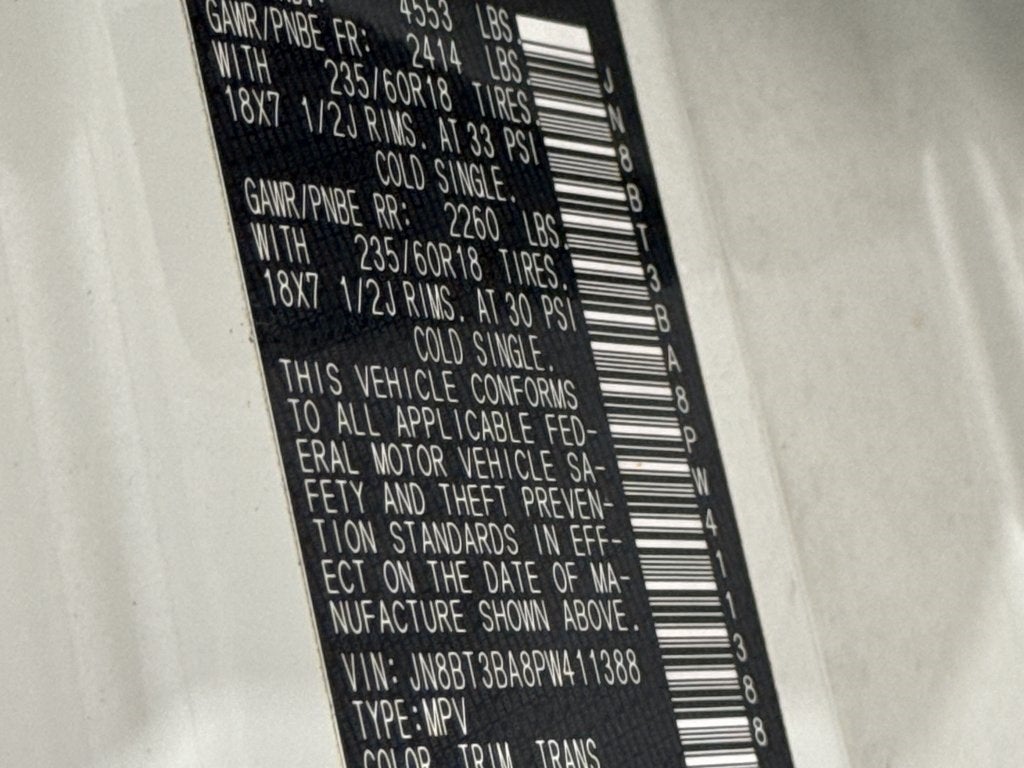 4553 LBS.
GAWR/PNBE FR: 2414 LBS.
WITH 235/60R18 TIRES.
18X7 1/2J RIMS. AT 33 PSI
COLD SINGLE.
GAWR/PNBE RR: 2260 LBS.
WITH 235/60R18 TIRES.
18X7 1/2J RIMS. AT 30 PSI
COLD SINGLE.
THIS VEHICLE CONFORMS
TO ALL APPLICABLE FED-
ERAL MOTOR VEHICLE SA-
FETY AND THEFT PREVEN-
TION STANDARDS IN EFF-
ECT ON THE DATE OF MA-
NUFACTURE SHOWN ABOVE.
VIN: JN8BT3BA8PW411388
TYPE:MPV
COLOR TRIM TRANS
JN8BT3BA8PW411388